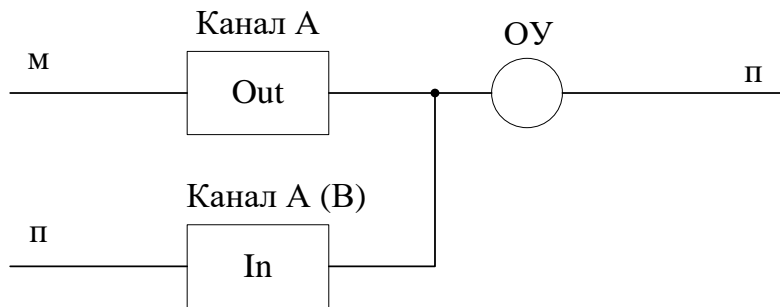 Канал А
ОУ
м
Out
п
Канал А (В)
п
In